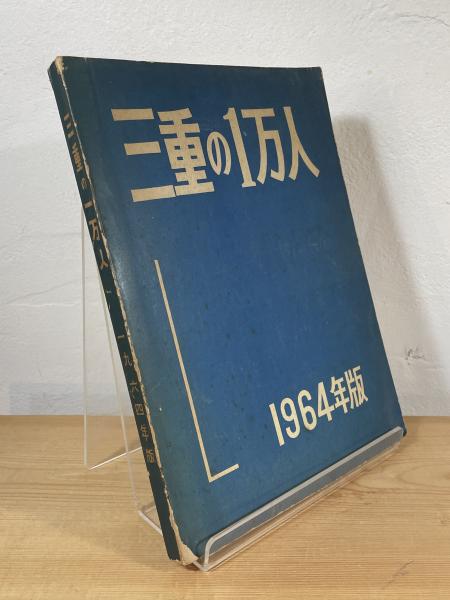 三重の1万人
1964年版
三重の一万人
一九六四年版